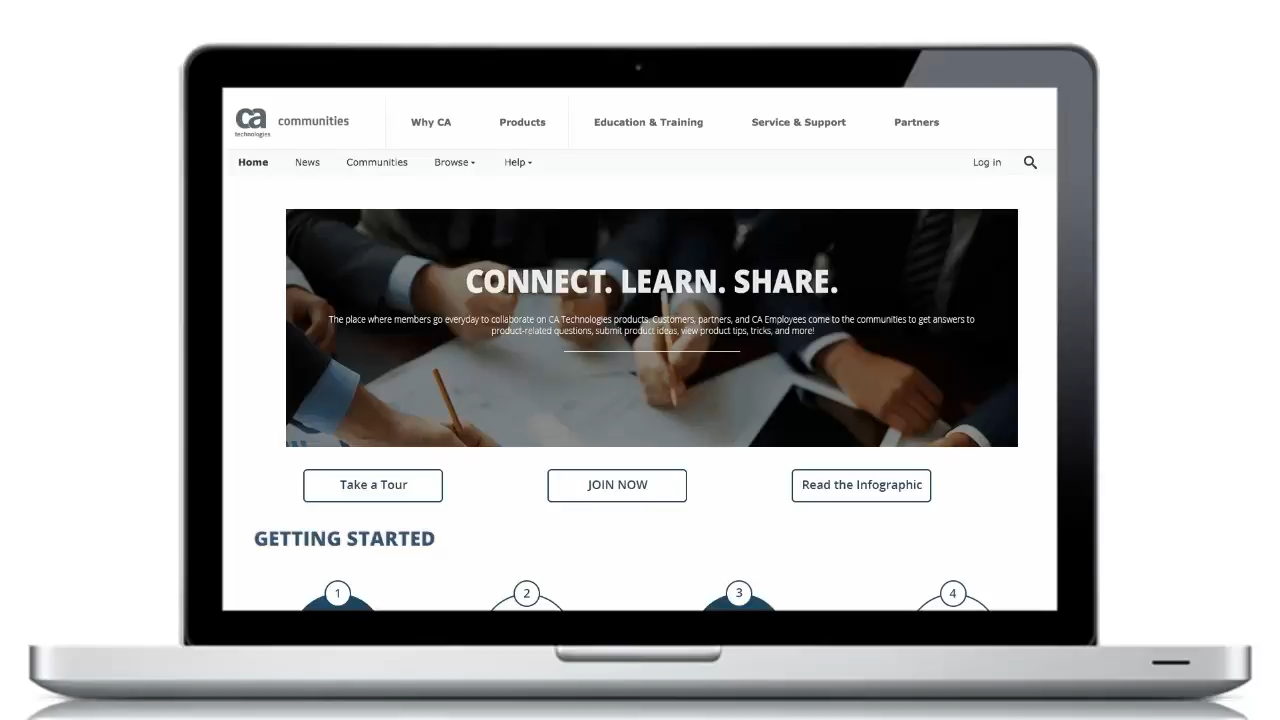 ca
technologies
communities
Why CA
Products
Education & Training
Service & Support
Partners
Home
News
Communities
Browse
Help
Log in
CONNECT. LEARN. SHARE.
The place where members go everyday to collaborate on CA Technologies products. Customers, partners, and CA Employees come to the communities to get answers to
product-related questions, submit product ideas, view product tips, tricks, and more!
Take a Tour
JOIN NOW
Read the Infographic
GETTING STARTED
1
2
3
4